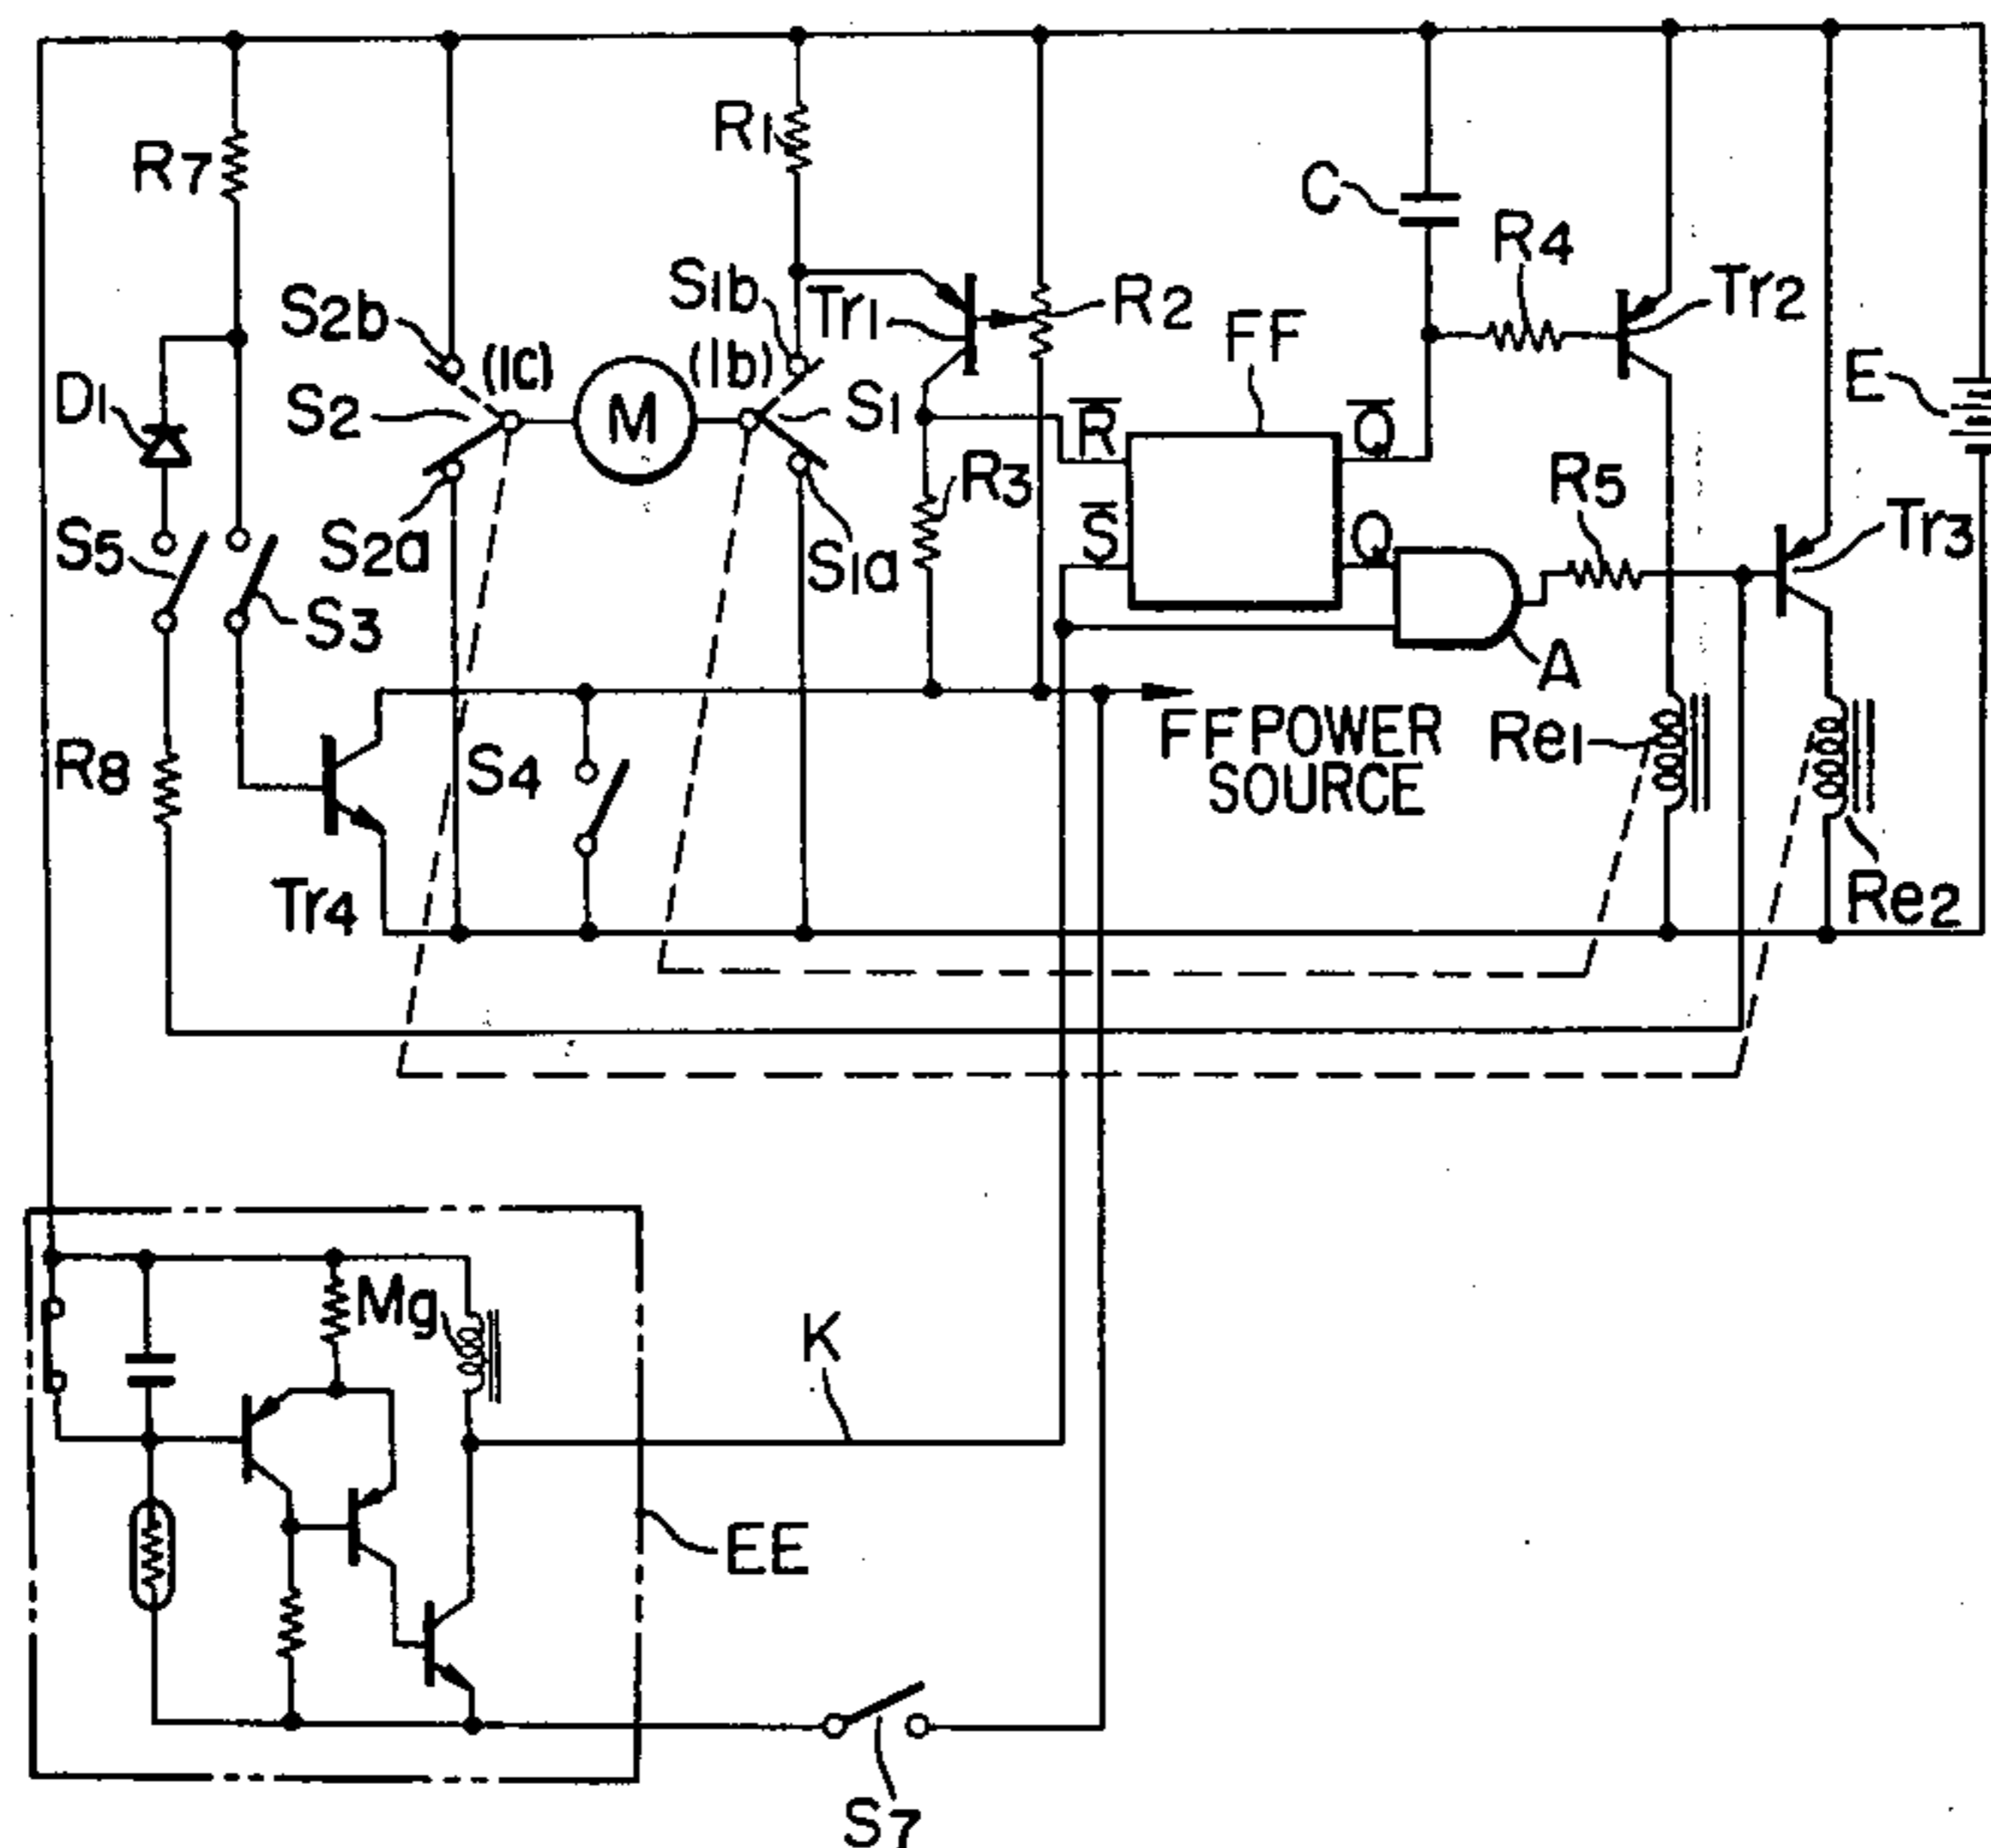 R7
R1
C
R4
Tr2
S2b
(1c)
S1b
(1b)
Tr1
R2
FF
E
D1
S2
M
S1
R̅
Q̅
R3
R5
Tr3
S5
S2a
S1a
S̅
Q
S3
A
R8
S4
FF POWER
SOURCE
Re1
Tr4
Re2
Mg
K
EE
S7